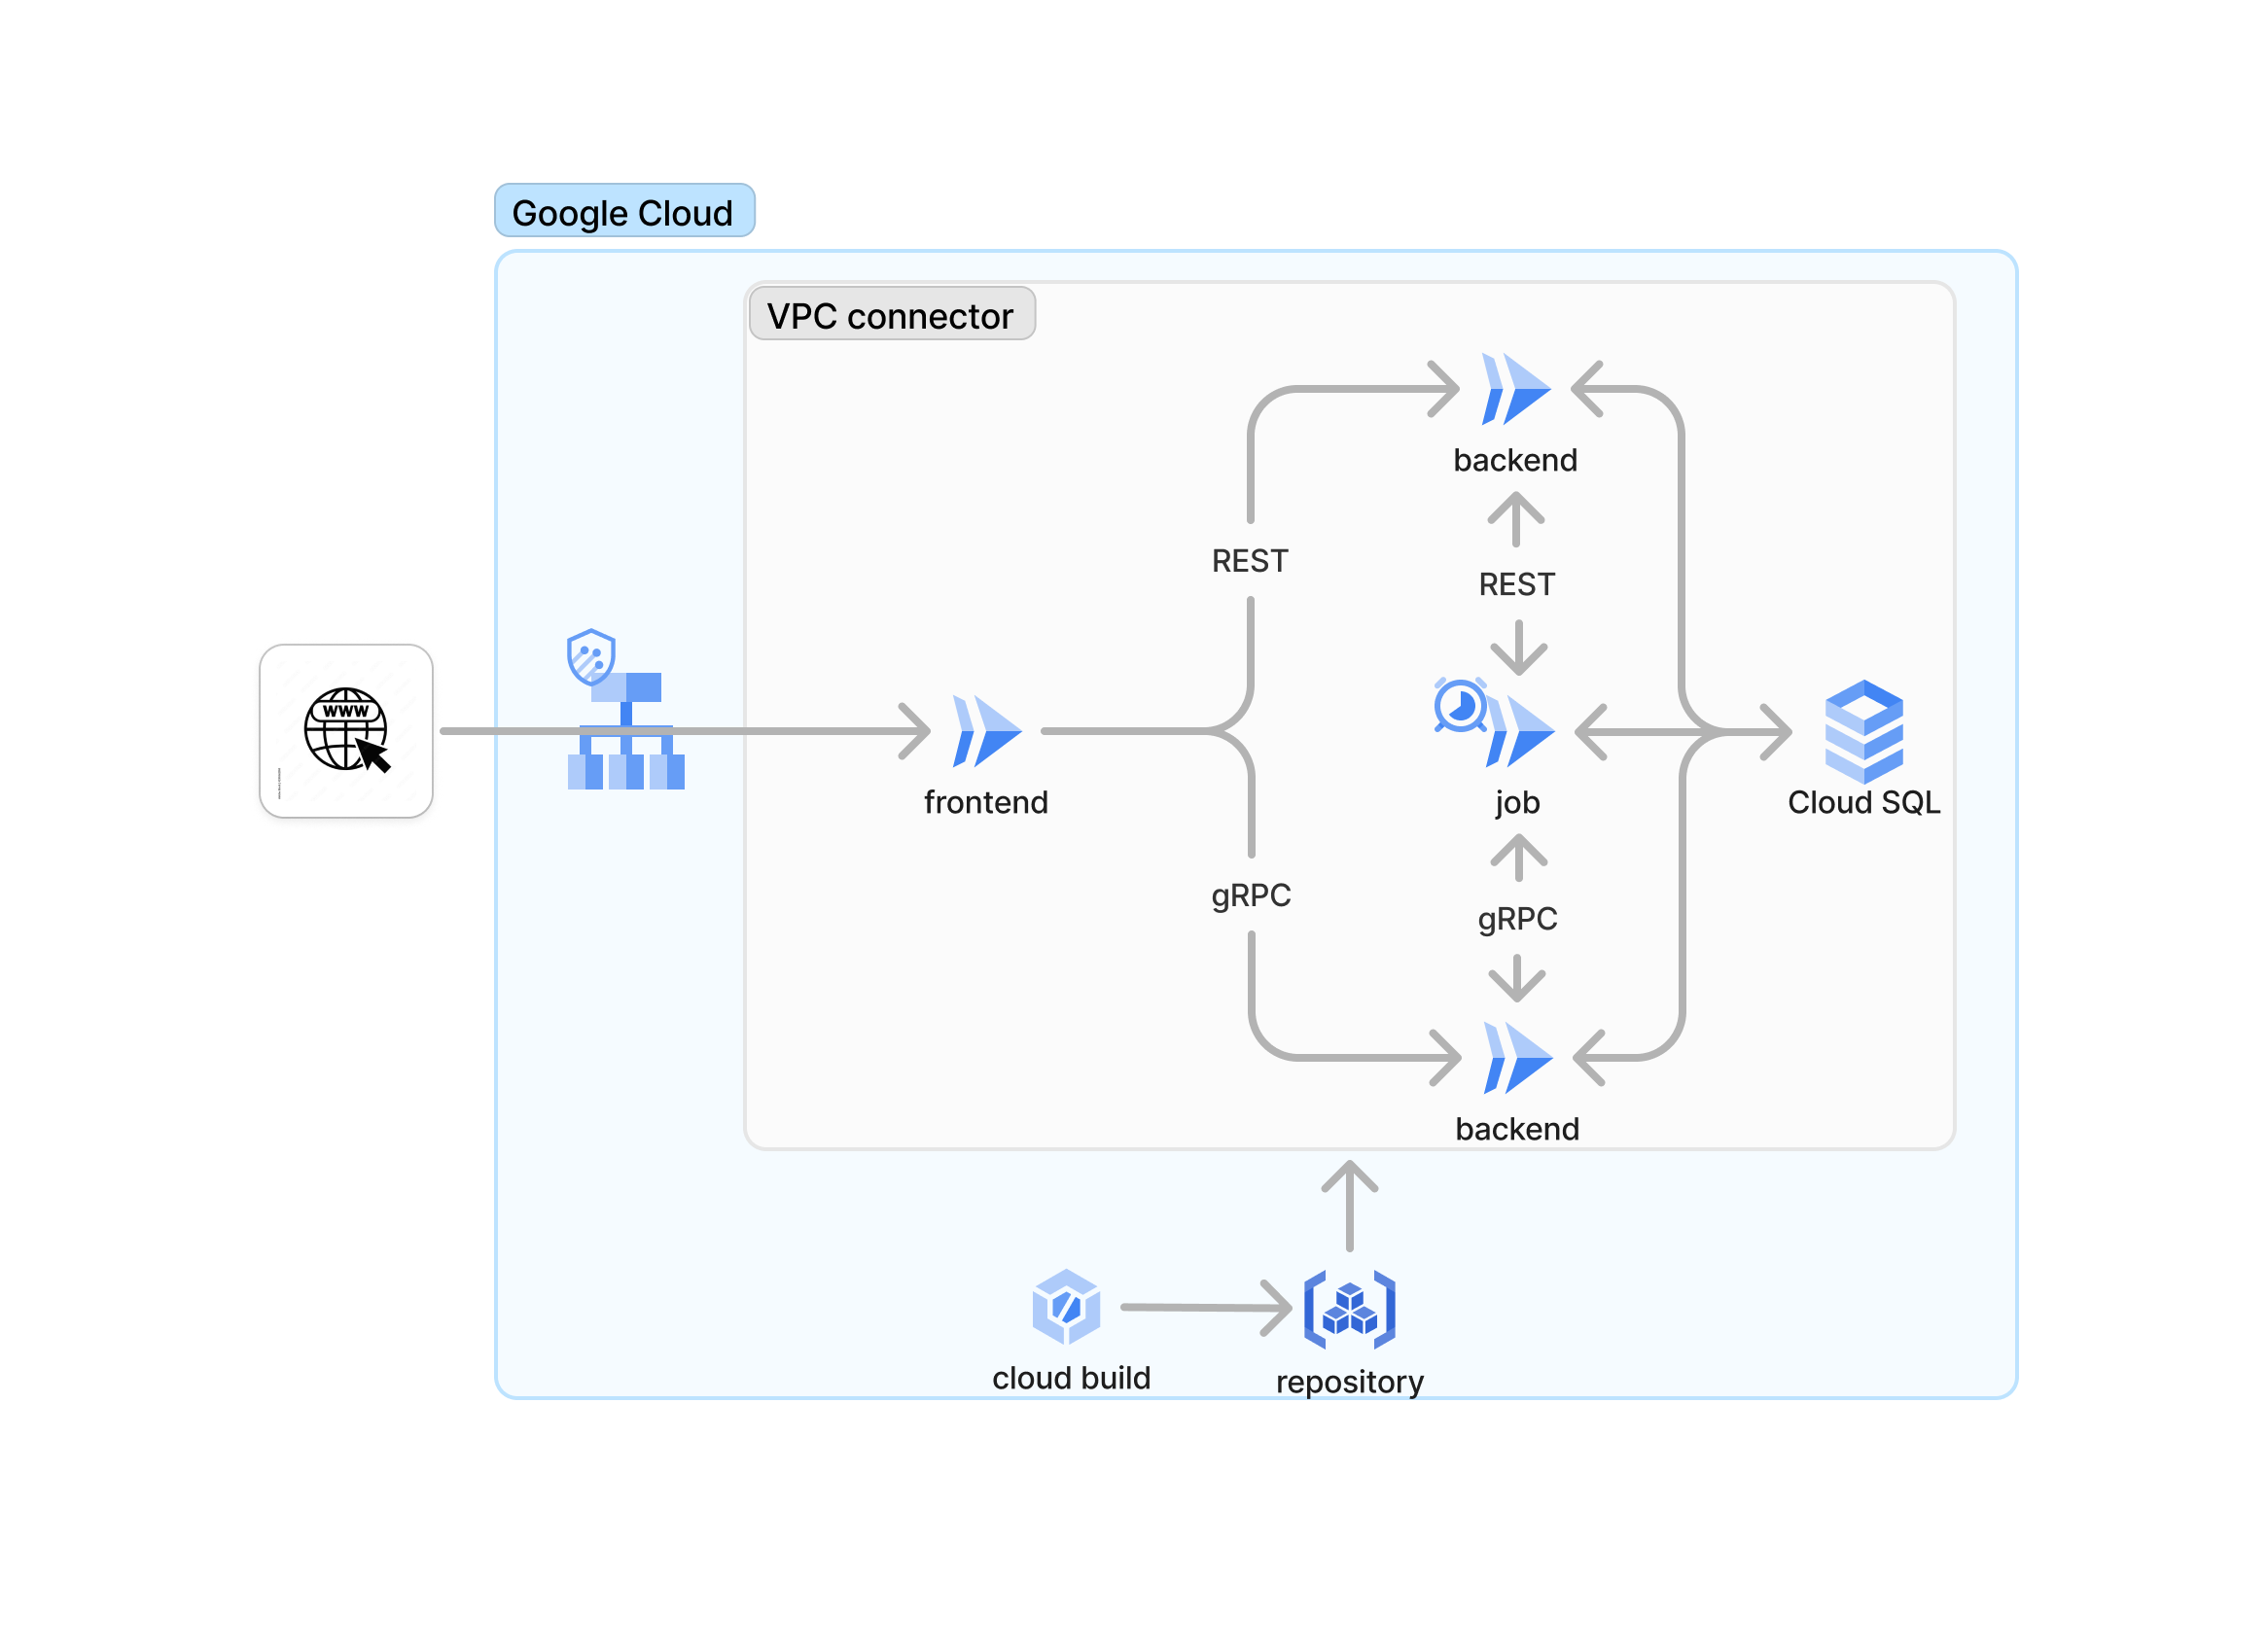 Google Cloud
VPC connector
backend
REST
REST
WWW
frontend
job
Cloud SQL
gRPC
gRPC
backend
cloud build
repository